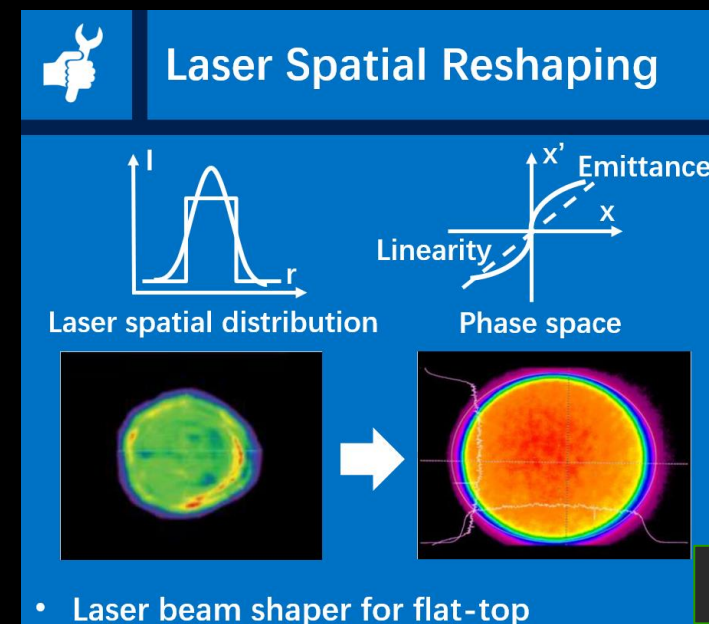 Laser Spatial Reshaping
I
r
Laser spatial distribution
x'
Emittance
x
Linearity
Phase space
• Laser beam shaper for flat-top